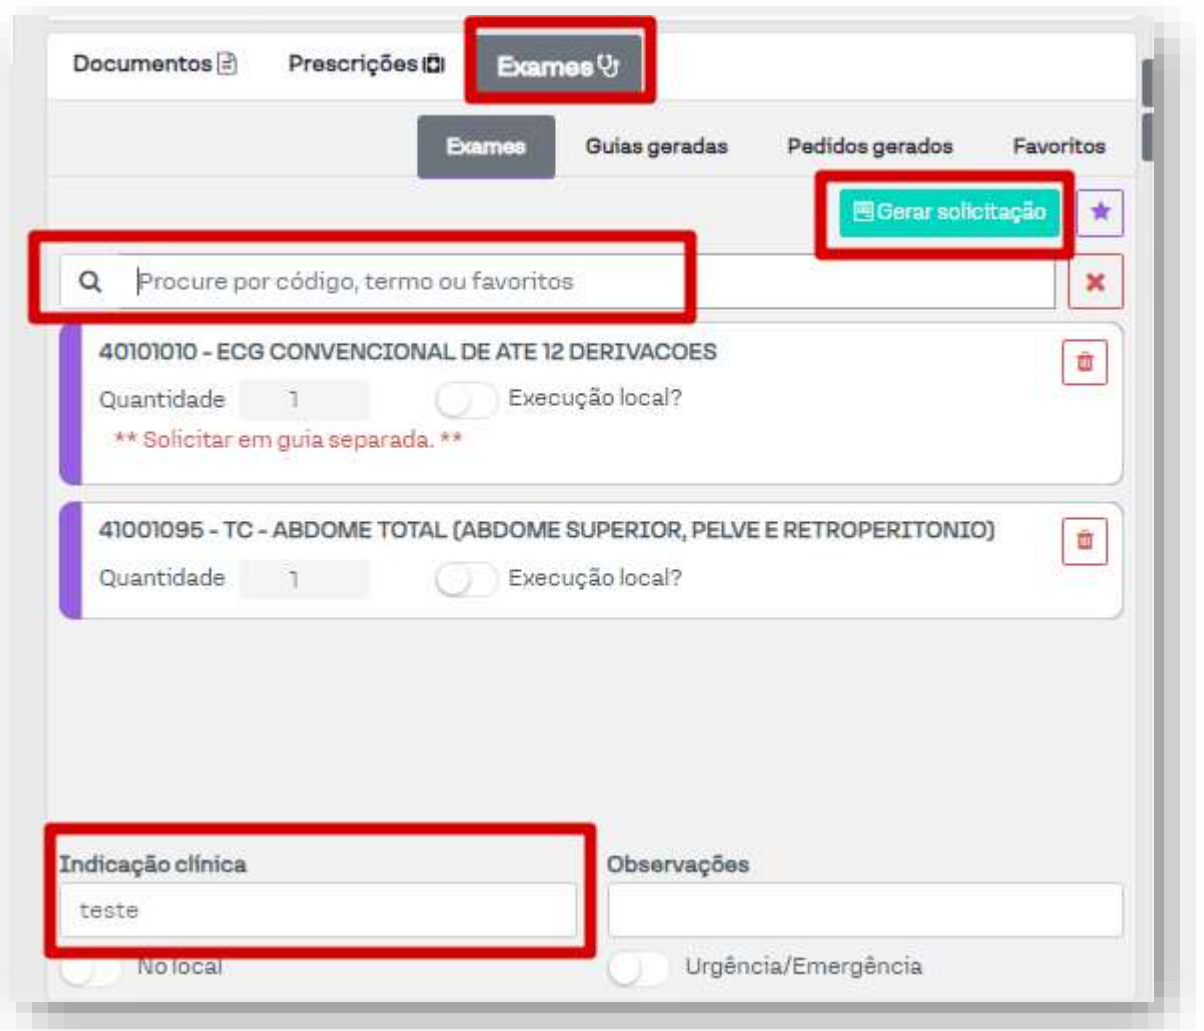 Documentos Prescrições Exames
Exames Guias geradas Pedidos gerados Favoritos
Gerar solicitação
Procure por código, termo ou favoritos
40101010 - ECG CONVENCIONAL DE ATE 12 DERIVACOES
Quantidade 1 Execução local?
** Solicitar em guia separada. **
41001095 - TC - ABDOME TOTAL (ABDOME SUPERIOR, PELVE E RETROPERITONIO)
Quantidade 1 Execução local?
Indicação clínica Observações
teste
No local Urgência/Emergência